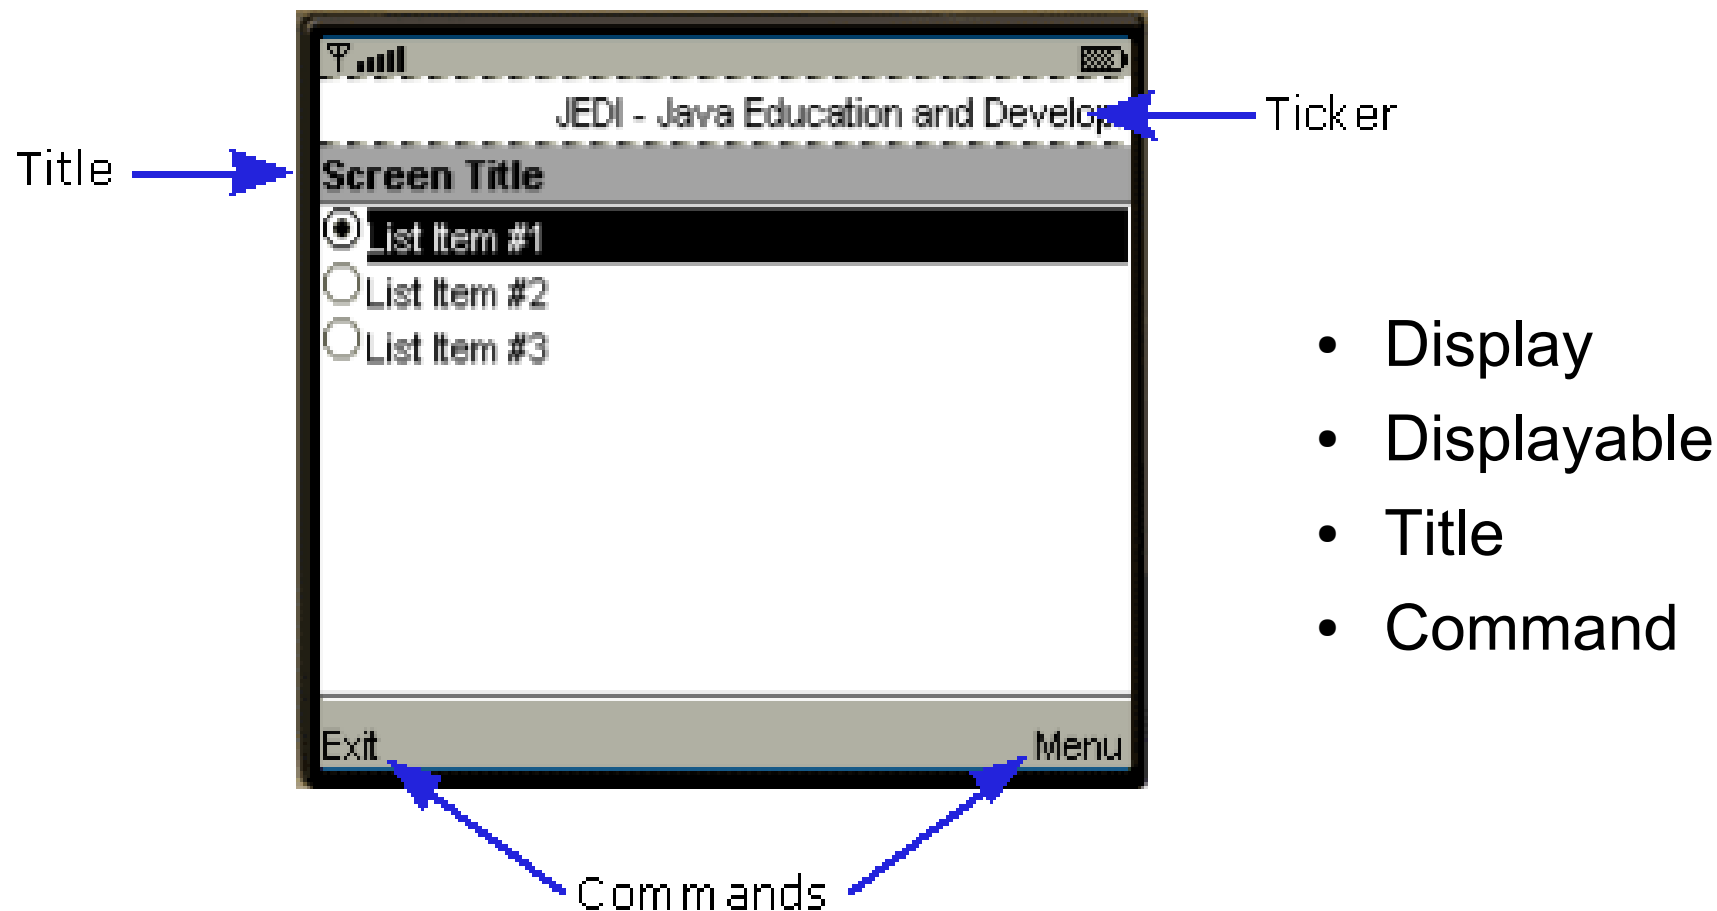 JEDI - Java Education and Develop
Ticker
Title
Screen Title
List Item #1
List Item #2
List Item #3
• Display
• Displayable
• Title
• Command
Exit
Menu
Commands